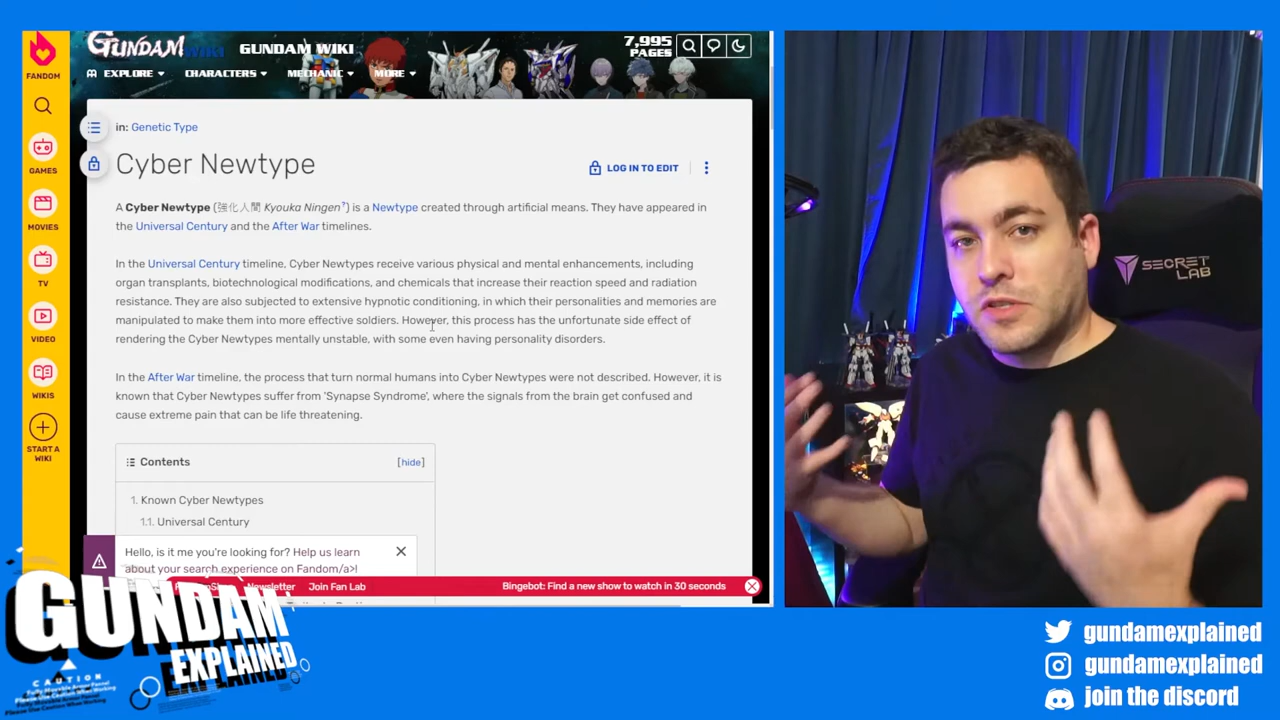 GUNDAM WIKI
GUNDAM WIKI
7,995
PAGES
EXPLORE
CHARACTERS
MECHANIC
MORE
FANDOM
GAMES
MOVIES
TV
VIDEO
WIKIS
START A
WIKI
in: Genetic Type
Cyber Newtype
LOG IN TO EDIT
A Cyber Newtype (強化人間 Kyouka Ningen?) is a Newtype created through artificial means. They have appeared in
the Universal Century and the After War timelines.
In the Universal Century timeline, Cyber Newtypes receive various physical and mental enhancements, including
organ transplants, biotechnological modifications, and chemicals that increase their reaction speed and radiation
resistance. They are also subjected to extensive hypnotic conditioning, in which their personalities and memories are
manipulated to make them into more effective soldiers. However, this process has the unfortunate side effect of
rendering the Cyber Newtypes mentally unstable, with some even having personality disorders.
In the After War timeline, the process that turn normal humans into Cyber Newtypes were not described. However, it is
known that Cyber Newtypes suffer from 'Synapse Syndrome', where the signals from the brain get confused and
cause extreme pain that can be life threatening.
Contents [hide]
1. Known Cyber Newtypes
1.1. Universal Century
Hello, is it me you're looking for? Help us learn
about your search experience on Fandom/a>!
Newsletter
Join Fan Lab
Bingebot: Find a new show to watch in 30 seconds
SECRET
LAB
GUNDAM
EXPLAINED
CAUTION
gundamexplained
gundamexplained
join the discord